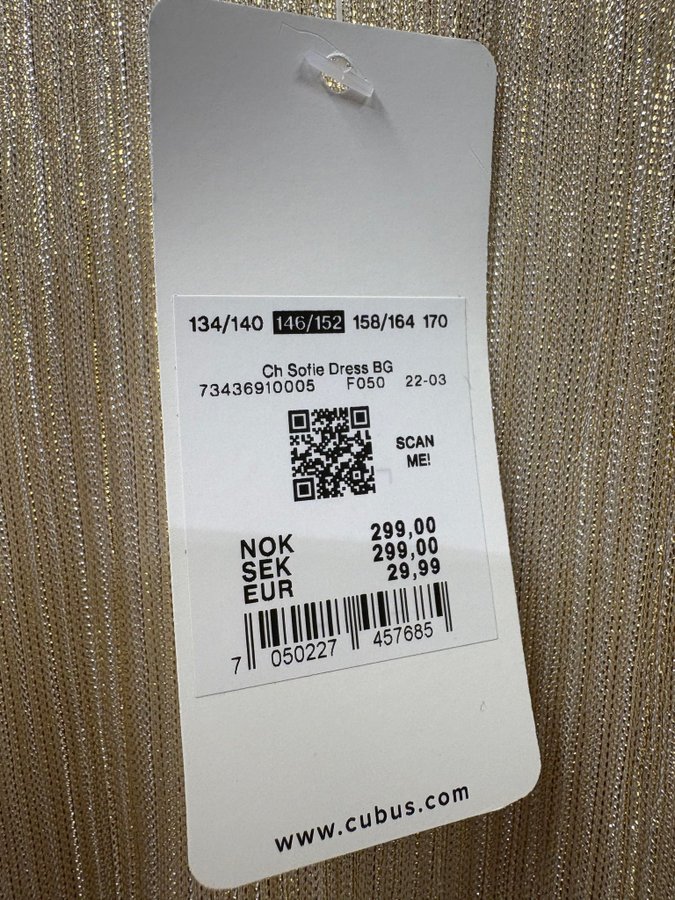 134/140 146/152 158/164 170
Ch Sofie Dress BG
73436910005 F050 22-03
SCAN
ME!
NOK 299,00
SEK 299,00
EUR 29,99
7 050227 457685
www.cubus.com